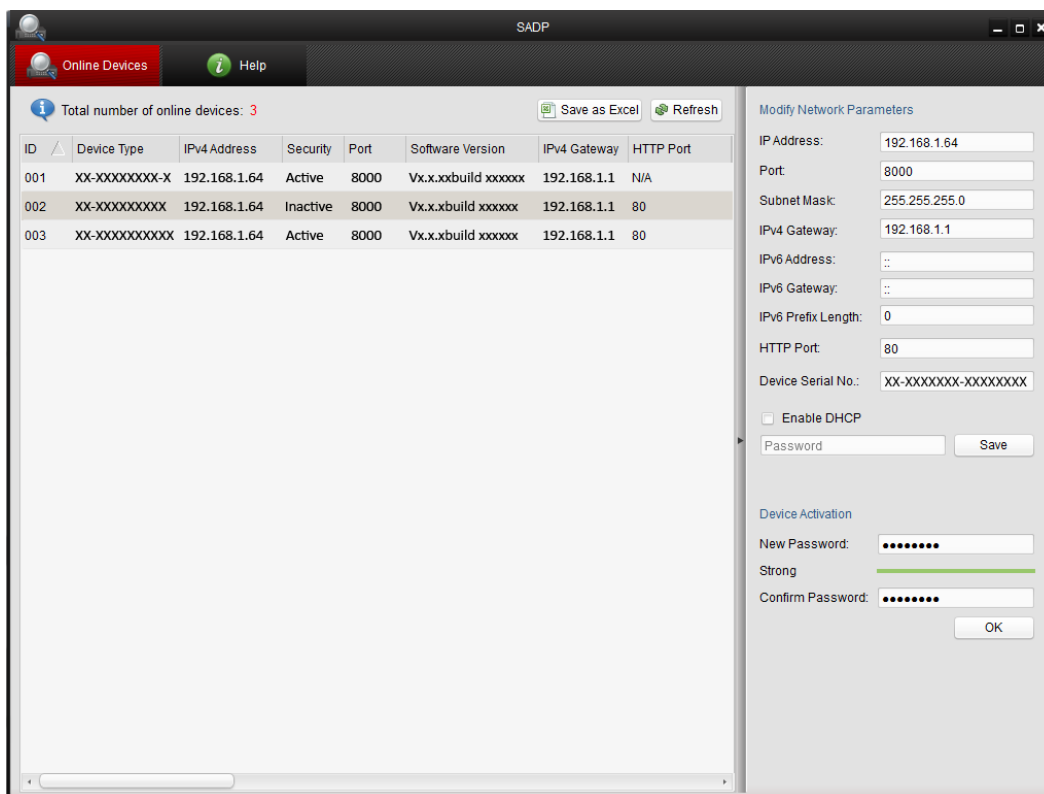 SADP
Online Devices Help
Total number of online devices: 3 Save as Excel Refresh
ID Device Type IPv4 Address Security Port Software Version IPv4 Gateway HTTP Port
001 XX-XXXXXXXX-X 192.168.1.64 Active 8000 Vx.x.xxbuild xxxxxx 192.168.1.1 N/A
002 XX-XXXXXXXXX 192.168.1.64 Inactive 8000 Vx.x.xbuild xxxxxx 192.168.1.1 80
003 XX-XXXXXXXXXX 192.168.1.64 Active 8000 Vx.x.xxbuild xxxxxx 192.168.1.1 80
Modify Network Parameters
IP Address: 192.168.1.64
Port: 8000
Subnet Mask: 255.255.255.0
IPv4 Gateway: 192.168.1.1
IPv6 Address: ::
IPv6 Gateway: ::
IPv6 Prefix Length: 0
HTTP Port: 80
Device Serial No.: XX-XXXXXXX-XXXXXXXX
Enable DHCP
Password Save
Device Activation
New Password: ●●●●●●●●
Strong
Confirm Password: ●●●●●●●●
OK